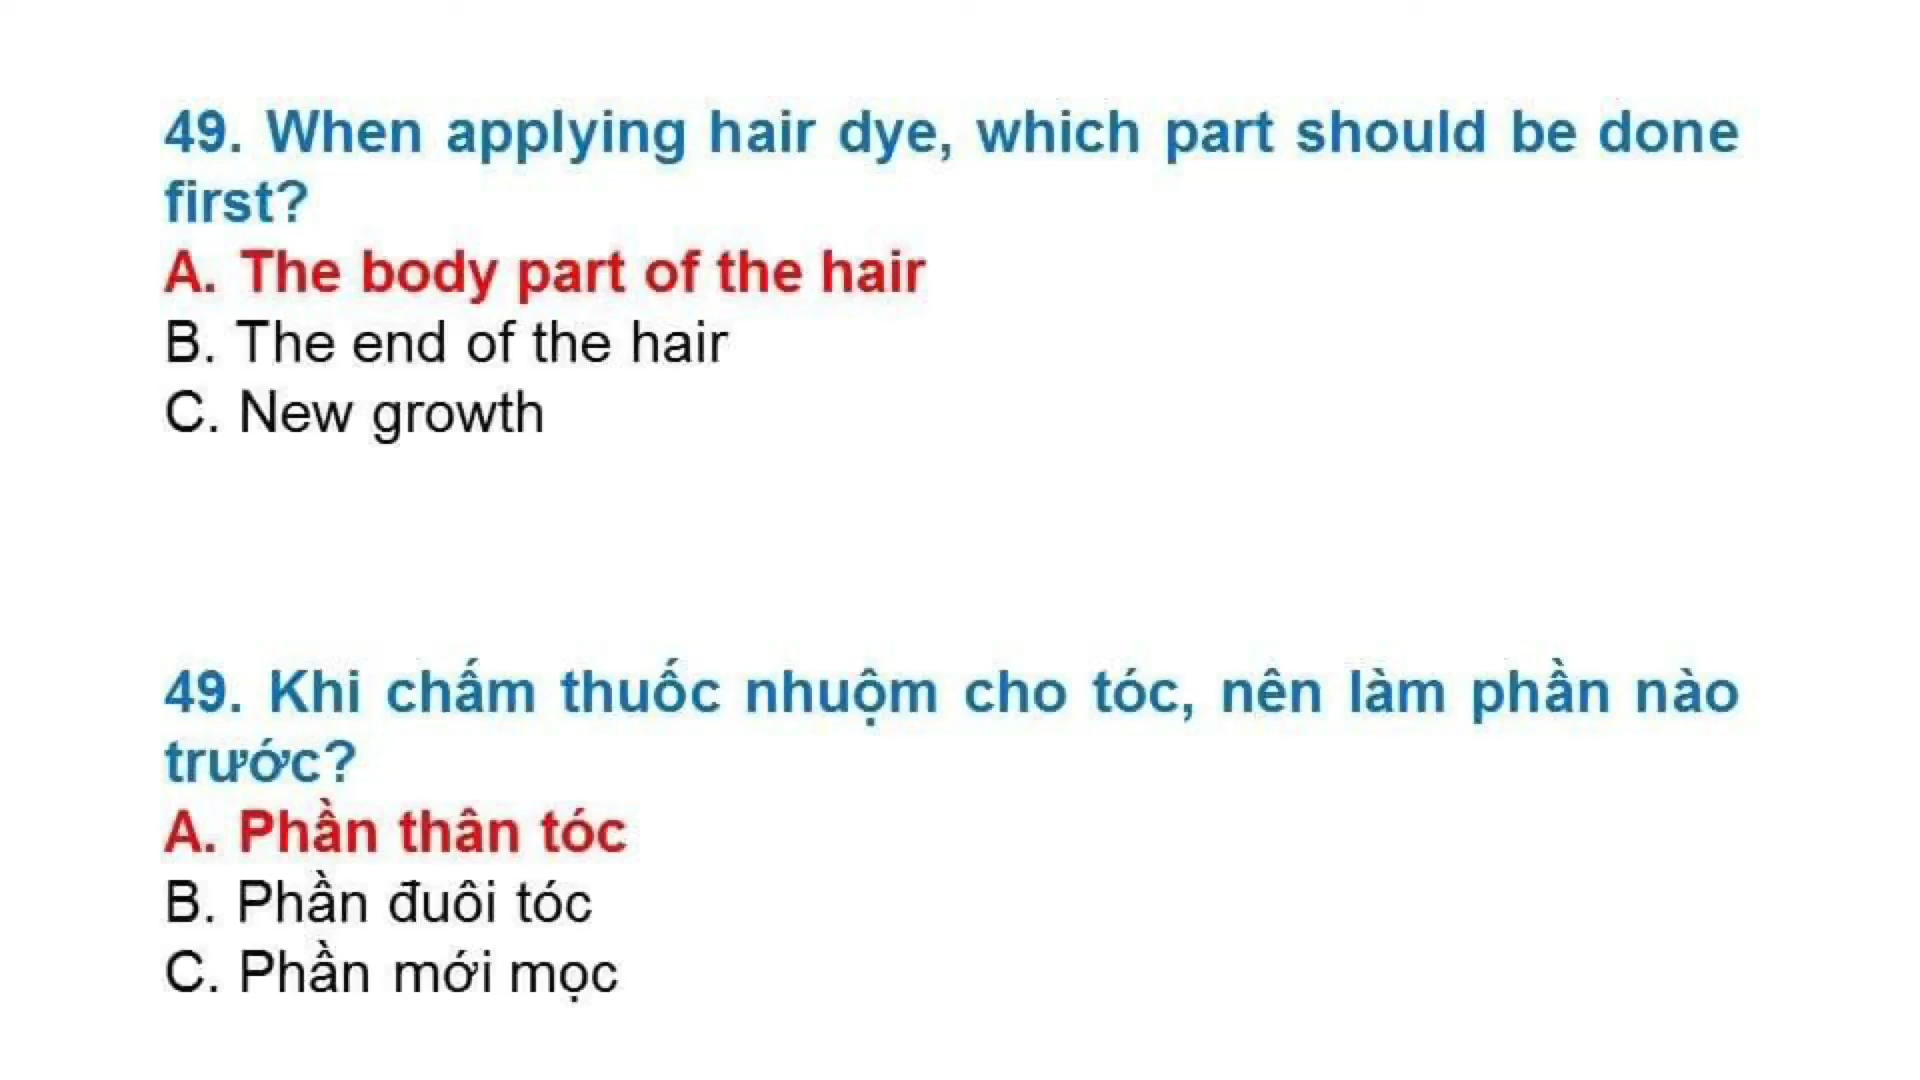 49. When applying hair dye, which part should be done
first?
A. The body part of the hair
B. The end of the hair
C. New growth
49. Khi chấm thuốc nhuộm cho tóc, nên làm phần nào
trước?
A. Phần thân tóc
B. Phần đuôi tóc
C. Phần mới mọc